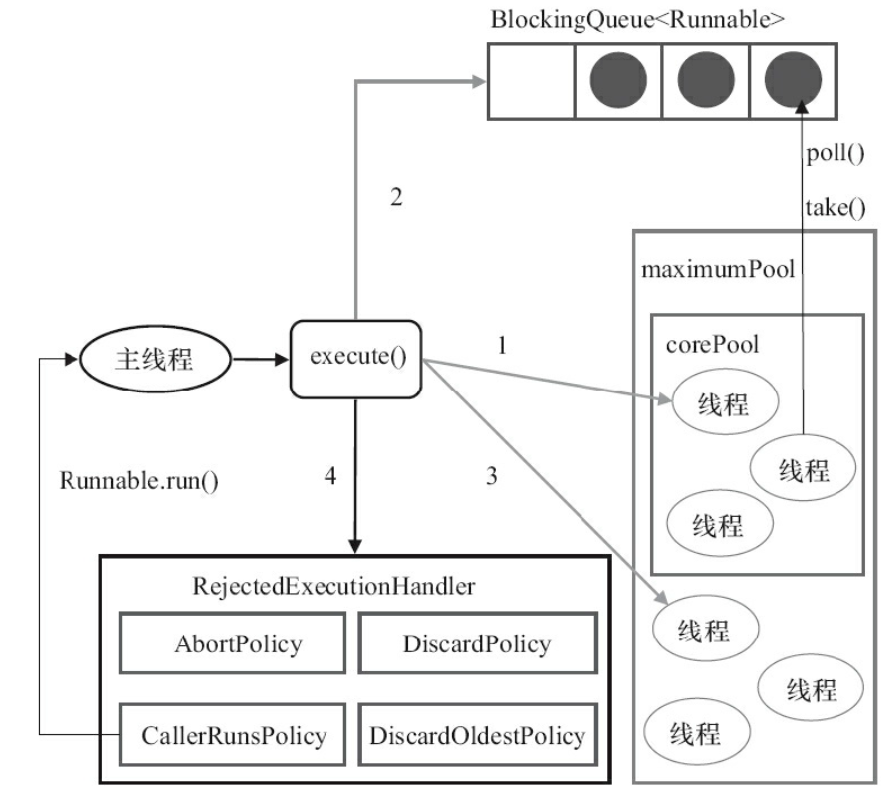 BlockingQueue<Runnable>
poll()
2
take()
maximumPool
主线程
execute()
1
corePool
线程
线程
Runnable.run()
4
3
线程
RejectedExecutionHandler
AbortPolicy
DiscardPolicy
线程
线程
CallerRunsPolicy
DiscardOldestPolicy
线程